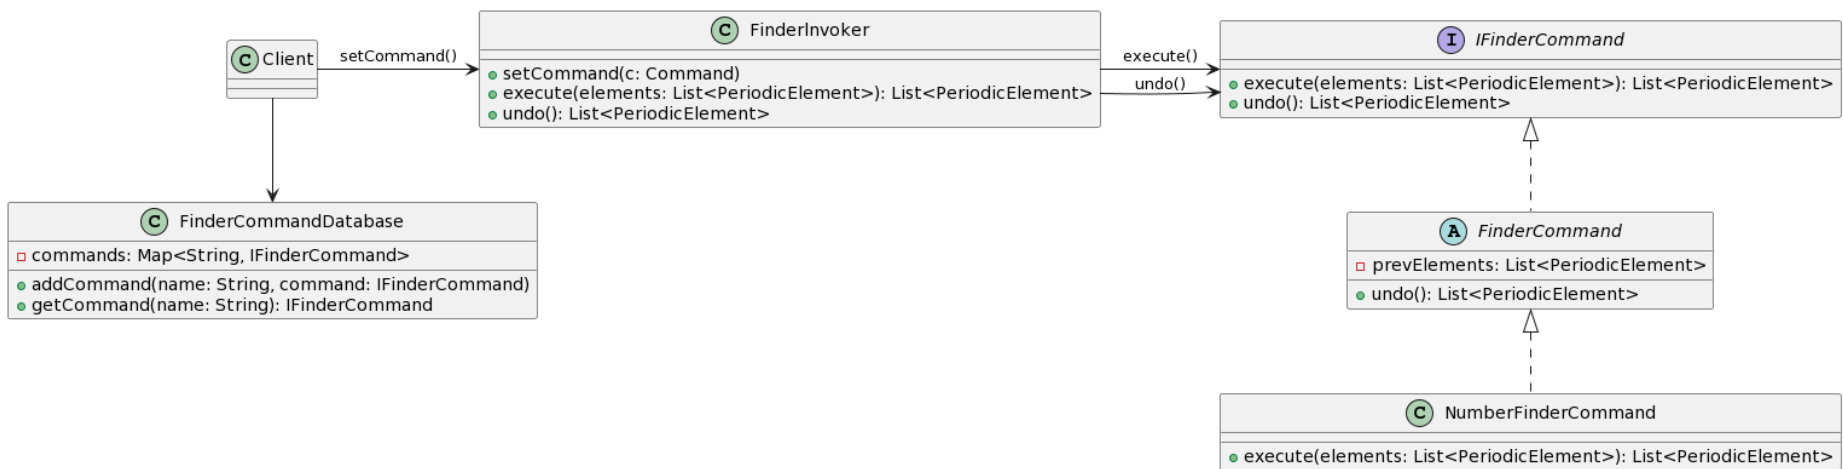 C FinderInvoker
I IFinderCommand
C Client
setCommand()
setCommand(c: Command)
execute(elements: List<PeriodicElement>): List<PeriodicElement>
undo(): List<PeriodicElement>
execute()
undo()
execute(elements: List<PeriodicElement>): List<PeriodicElement>
undo(): List<PeriodicElement>
C FinderCommandDatabase
commands: Map<String, IFinderCommand>
addCommand(name: String, command: IFinderCommand)
getCommand(name: String): IFinderCommand
A FinderCommand
prevElements: List<PeriodicElement>
undo(): List<PeriodicElement>
C NumberFinderCommand
execute(elements: List<PeriodicElement>): List<PeriodicElement>